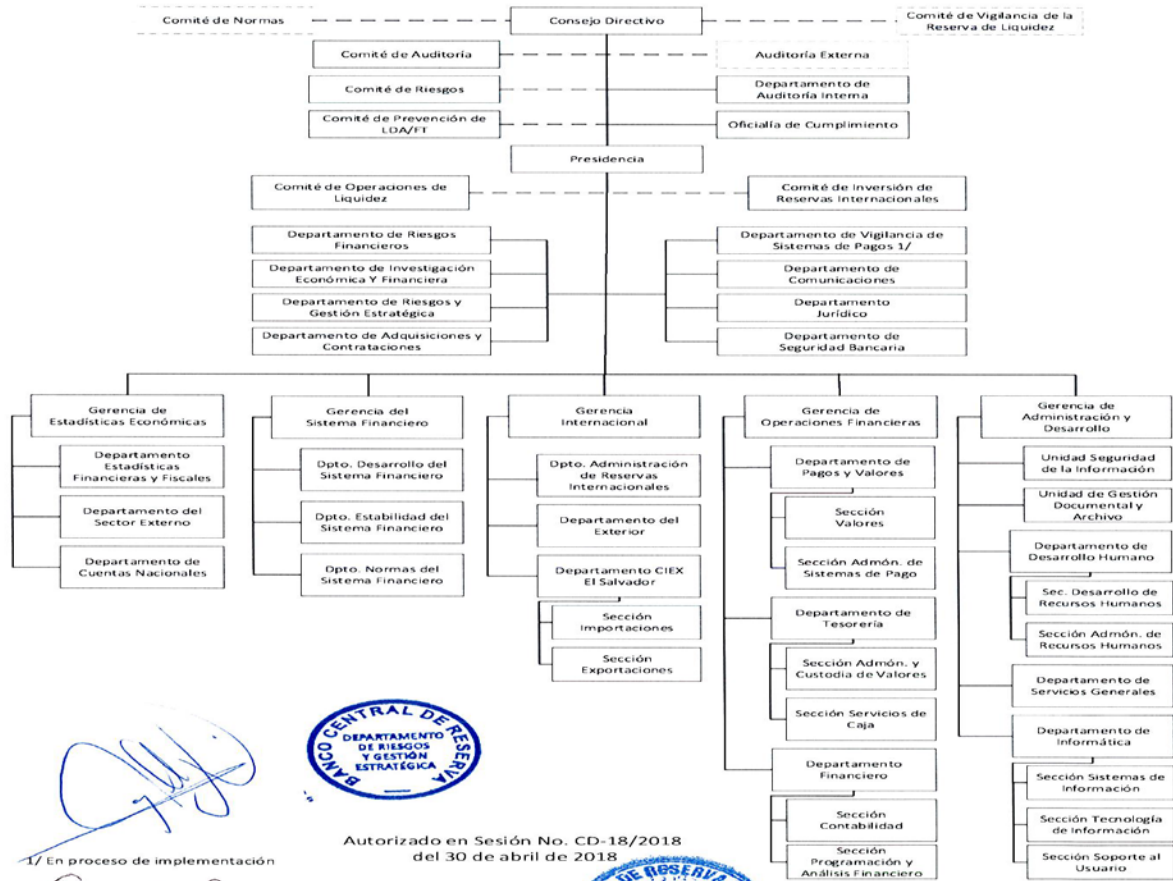 Comité de Normas
Consejo Directivo
Comité de Vigilancia de la
Reserva de Liquidez
Comité de Auditoría
Auditoría Externa
Comité de Riesgos
Departamento de
Auditoría Interna
Comité de Prevención de
LDA/FT
Oficialía de Cumplimiento
Presidencia
Comité de Operaciones de
Liquidez
Comité de Inversión de
Reservas Internacionales
Departamento de Riesgos
Financieros
Departamento de Investigación
Económica Y Financiera
Departamento de Riesgos y
Gestión Estratégica
Departamento de Adquisiciones y
Contrataciones
Departamento de Vigilancia de
Sistemas de Pagos 1/
Departamento de
Comunicaciones
Departamento
Jurídico
Departamento de
Seguridad Bancaria
Gerencia de
Estadísticas Económicas
Departamento
Estadísticas
Financieras y Fiscales
Departamento del
Sector Externo
Departamento de
Cuentas Nacionales
Gerencia del
Sistema Financiero
Dpto. Desarrollo del
Sistema Financiero
Dpto. Estabilidad del
Sistema Financiero
Dpto. Normas del
Sistema Financiero
Gerencia
Internacional
Dpto. Administración
de Reservas
Internacionales
Departamento del
Exterior
Departamento CIEX
El Salvador
Sección
Importaciones
Sección
Exportaciones
Gerencia de
Operaciones Financieras
Departamento de
Pagos y Valores
Sección
Valores
Sección Admón. de
Sistemas de Pago
Departamento de
Tesorería
Sección Admón. y
Custodia de Valores
Sección Servicios de
Caja
Departamento
Financiero
Sección
Contabilidad
Sección
Programación y
Análisis Financiero
Gerencia de
Administración y
Desarrollo
Unidad Seguridad
de la Información
Unidad de Gestión
Documental y
Archivo
Departamento de
Desarrollo Humano
Sec. Desarrollo de
Recursos Humanos
Sección Admón. de
Recursos Humanos
Departamento de
Servicios Generales
Departamento de
Informática
Sección Sistemas de
Información
Sección Tecnología
de Información
Sección Soporte al
Usuario
BANCO CENTRAL DE RESERVA
DEPARTAMENTO
DE RIESGOS
Y GESTIÓN
ESTRATÉGICA
1/ En proceso de implementación
Autorizado en Sesión No. CD-18/2018
del 30 de abril de 2018
DE RESERVA